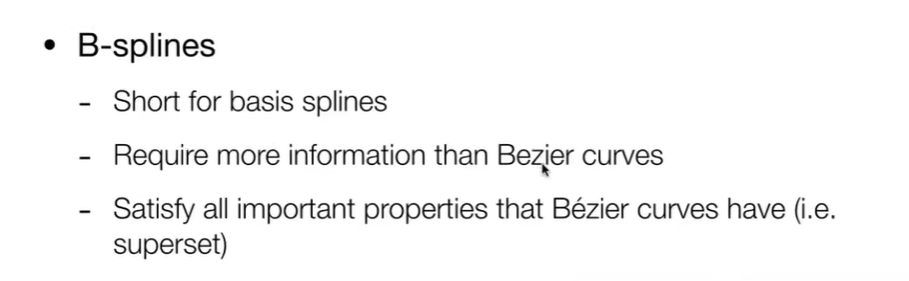 • B-splines
- Short for basis splines
- Require more information than Bezier curves
- Satisfy all important properties that Bézier curves have (i.e.
superset)